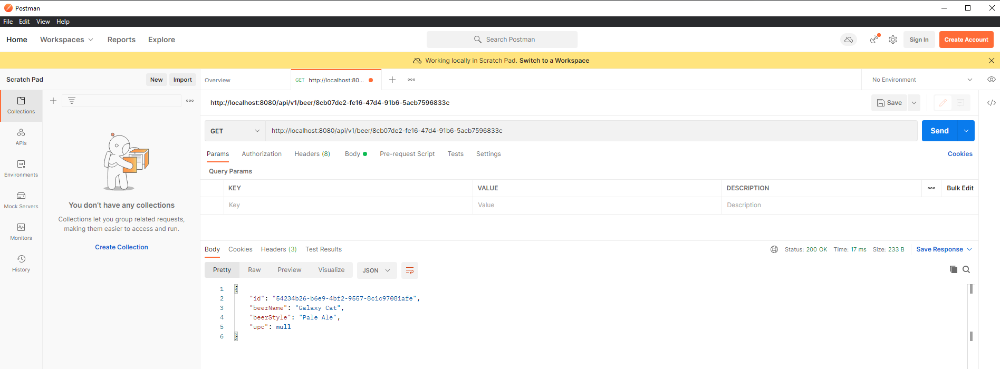 Postman
File Edit View Help
Home Workspaces Reports Explore Search Postman Sign In Create Account
Working locally in Scratch Pad. Switch to a Workspace
Scratch Pad New Import Overview GET http://localhost:80... No Environment
http://localhost:8080/api/v1/beer/8cb07de2-fe16-47d4-91b6-5acb7596833c Save
Collections
APIs
Environments
Mock Servers
Monitors
History
You don't have any collections
Collections let you group related requests,
making them easier to access and run.
Create Collection
GET http://localhost:8080/api/v1/beer/8cb07de2-fe16-47d4-91b6-5acb7596833c Send
Params Authorization Headers (8) Body Pre-request Script Tests Settings Cookies
Query Params
KEY VALUE DESCRIPTION Bulk Edit
Key Value Description
Body Cookies Headers (3) Test Results Status: 200 OK Time: 17 ms Size: 233 B Save Response
Pretty Raw Preview Visualize JSON
1 {
2 "id": "54234b26-b6e9-4bf2-9557-8c1c97081afe",
3 "beerName": "Galaxy Cat",
4 "beerStyle": "Pale Ale",
5 "upc": null
6 }